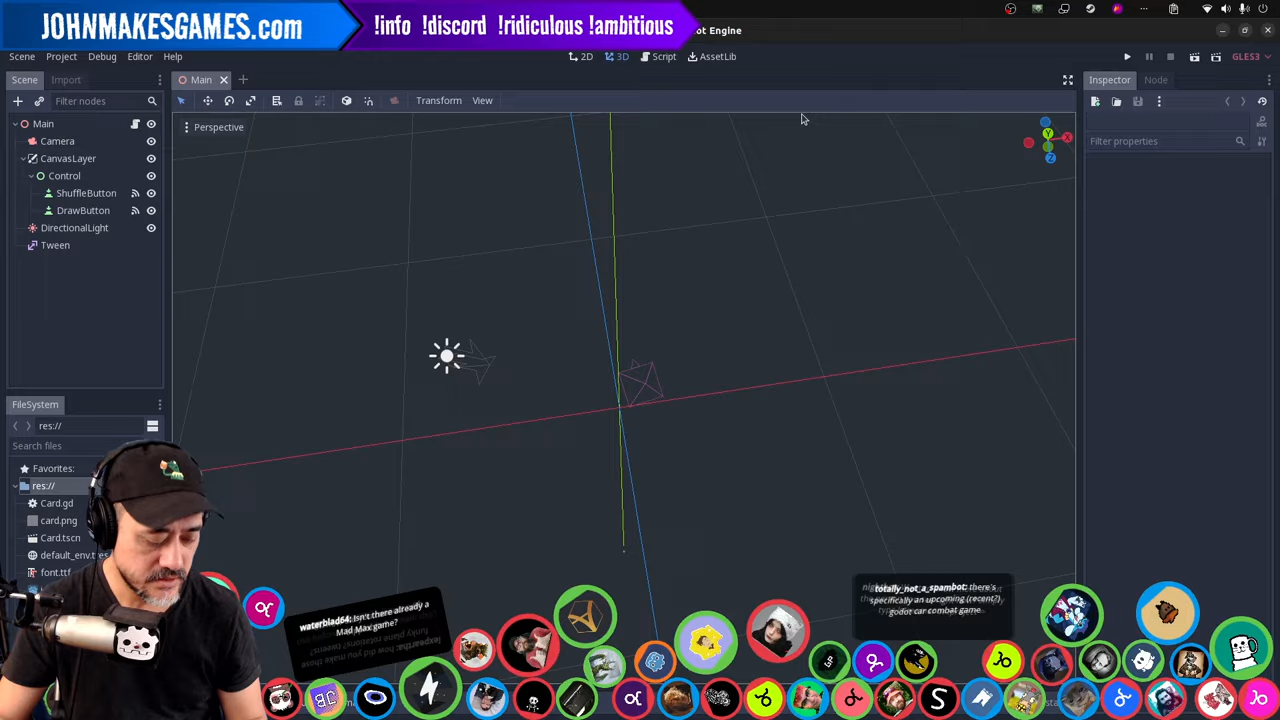 JOHNMAKESGAMES.com
!info !discord !ridiculous !ambitious
ot Engine
Scene Project Debug Editor Help
2D 3D Script AssetLib
GLES3
Scene Import
Main
Inspector Node
Filter nodes
Transform View
Perspective
Y X Z
Filter properties
Main
Camera
CanvasLayer
Control
ShuffleButton
DrawButton
DirectionalLight
Tween
FileSystem
res://
Search files
Favorites:
res://
Card.gd
card.png
Card.tscn
default_env.tres
font.ttf
waterblad64: Isn't there already a
Mad Max game?
totally_not_a_spambot: there's
specifically an upcoming (recent?)
godot car combat game